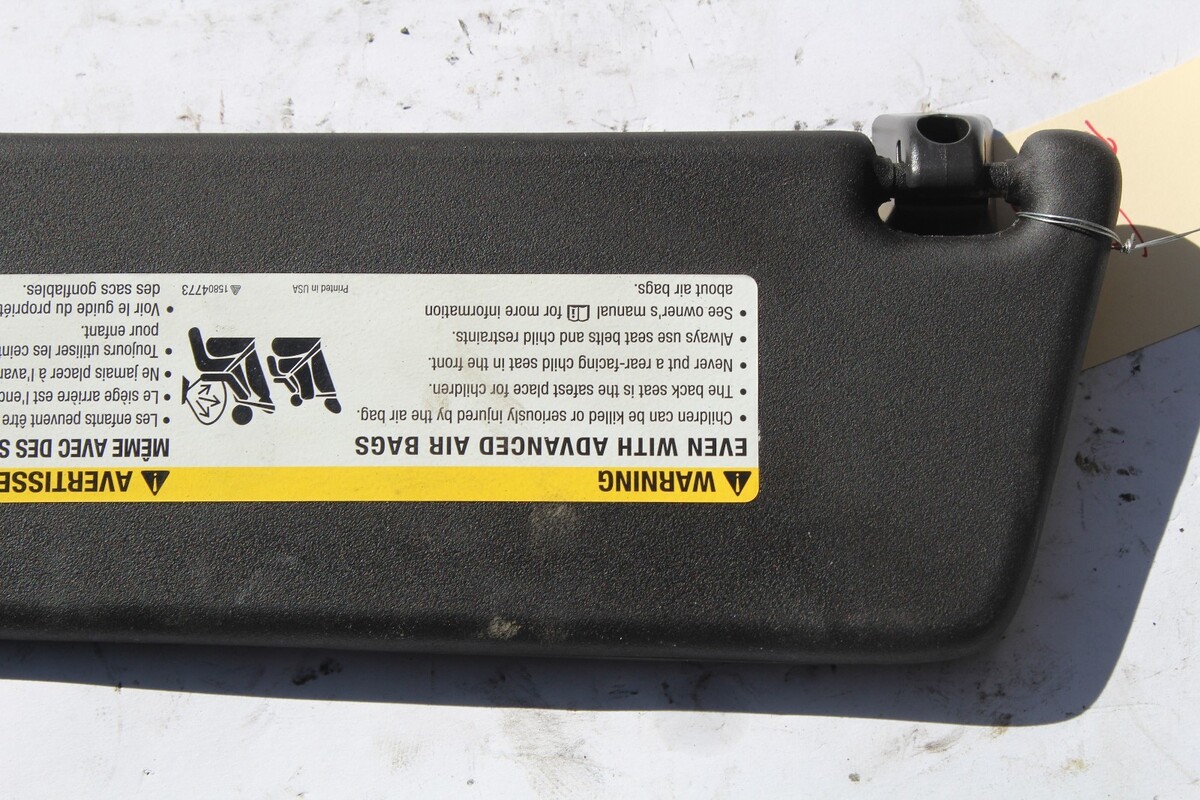 ⚠ WARNING
EVEN WITH ADVANCED AIR BAGS
• Children can be killed or seriously injured by the air bag.
• The back seat is the safest place for children.
• Never put a rear-facing child seat in the front.
• Always use seat belts and child restraints.
• See owner's manual for more information
about air bags.
Printed in USA
15804773
⚠ AVERTISSE
MÊME AVEC DES S
• Les enfants peuvent être
• Le siège arrière est l'en
• Ne jamais placer à l'avan
• Toujours utiliser les ceint
pour enfant.
• Voir le guide du propriét
des sacs gonflables.